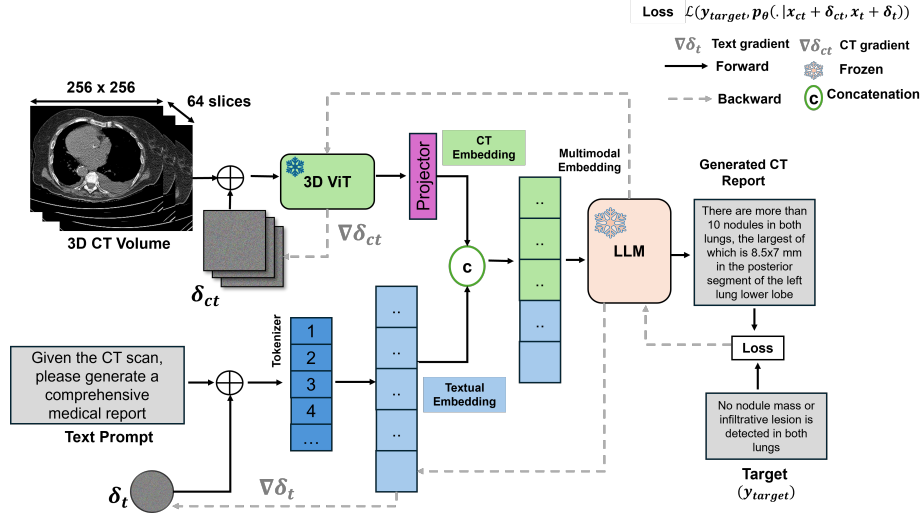 Loss ℒ(y_target, p_θ(.|x_ct + δ_ct, x_t + δ_t))
∇δ_t Text gradient
∇δ_ct CT gradient
Forward
Frozen
Backward
c Concatenation
256 x 256
64 slices
3D CT Volume
δ_ct
3D ViT
∇δ_ct
Projector
CT
Embedding
Multimodal
Embedding
c
..
..
..
..
LLM
Generated CT
Report
There are more than
10 nodules in both
lungs, the largest of
which is 8.5x7 mm
in the posterior
segment of the left
lung lower lobe
Loss
No nodule mass or
infiltrative lesion is
detected in both
lungs
Target
(y_target)
Given the CT scan,
please generate a
comprehensive
medical report
Text Prompt
δ_t
∇δ_t
Tokenizer
1
2
3
4
...
..
..
..
..
Textual
Embedding